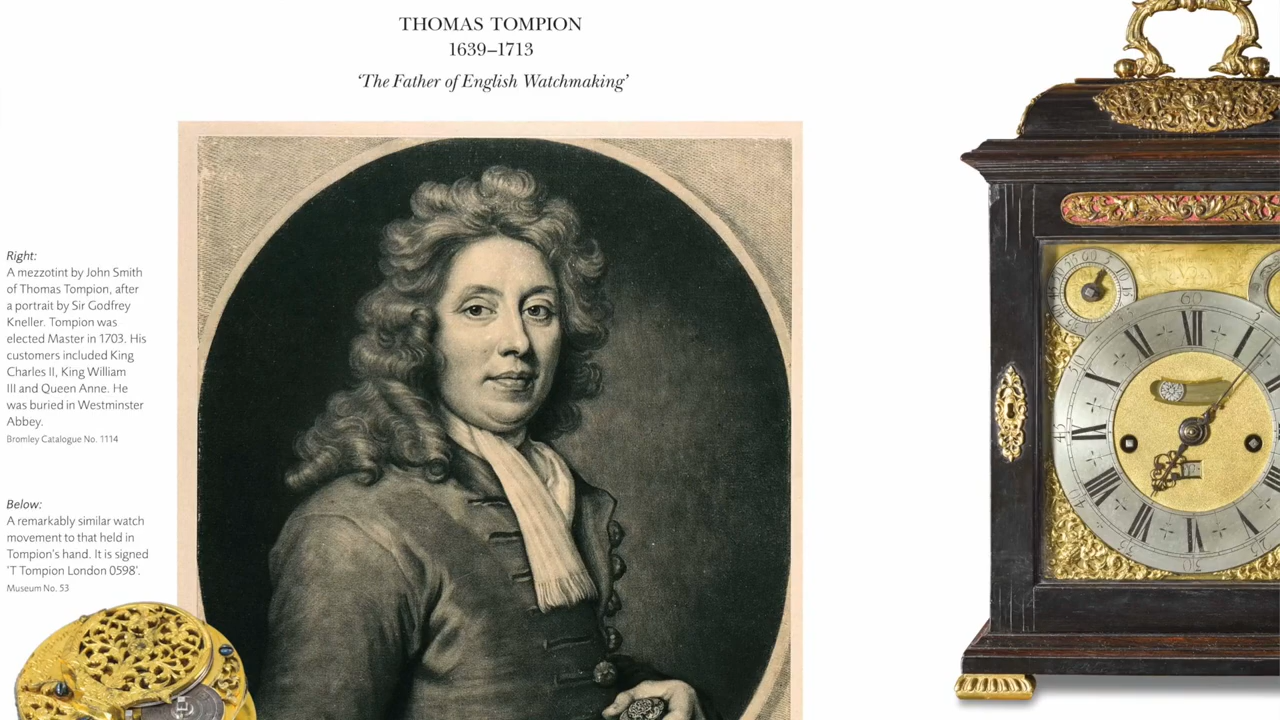 THOMAS TOMPION
1639–1713
‘The Father of English Watchmaking’
Right:
A mezzotint by John Smith
of Thomas Tompion, after
a portrait by Sir Godfrey
Kneller. Tompion was
elected Master in 1703. His
customers included King
Charles II, King William
III and Queen Anne. He
was buried in Westminster
Abbey.
Bromley Catalogue No. 1114
Below:
A remarkably similar watch
movement to that held in
Tompion's hand. It is signed
‘T Tompion London 0598’.
Museum No. 53